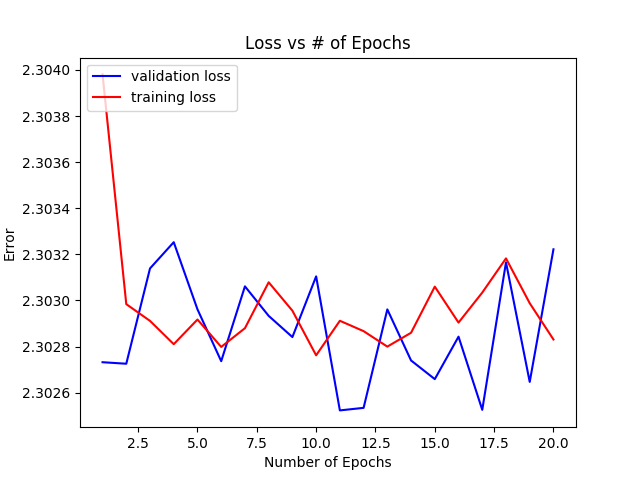 Loss vs # of Epochs
validation loss
training loss
2.3040
2.3038
2.3036
2.3034
2.3032
2.3030
2.3028
2.3026
Error
2.5 5.0 7.5 10.0 12.5 15.0 17.5 20.0
Number of Epochs